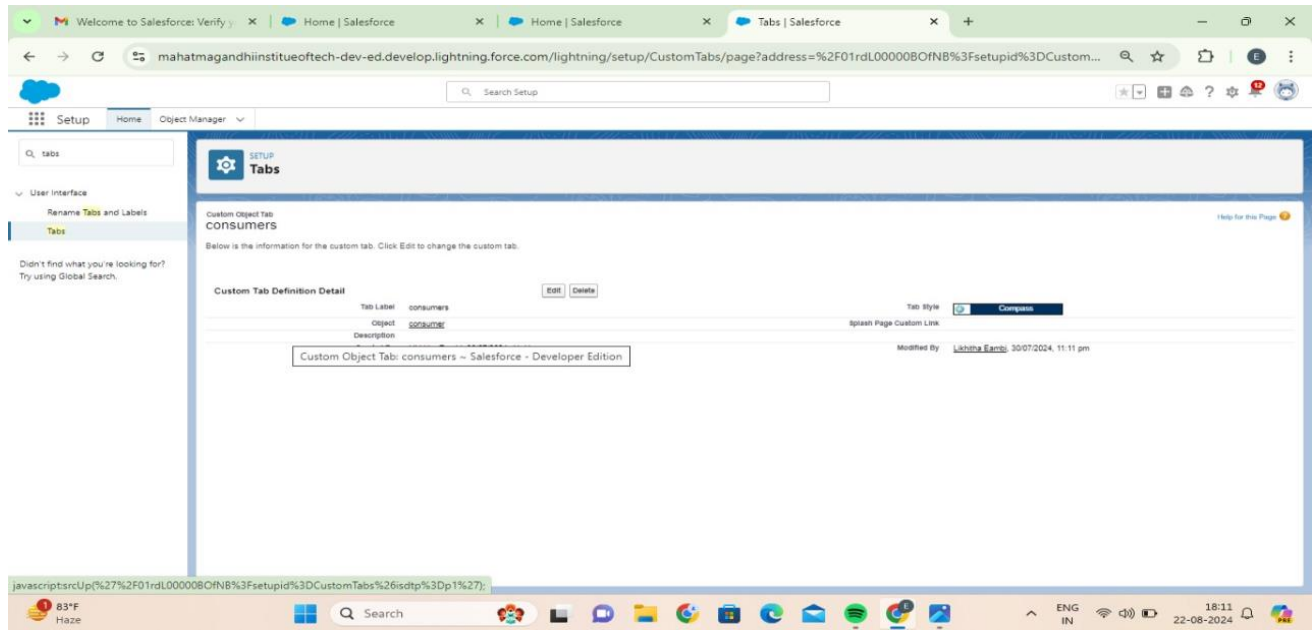 Welcome to Salesforce: Verify y
Home | Salesforce
Home | Salesforce
Tabs | Salesforce
mahatmagandhiinstitueoftech-dev-ed.develop.lightning.force.com/lightning/setup/CustomTabs/page?address=%2F01rdL00000BOfNB%3Fsetupid%3DCustom...
E
Search Setup
12
Setup Home Object Manager
tabs
SETUP
Tabs
User Interface
Rename Tabs and Labels
Tabs
Didn't find what you're looking for?
Try using Global Search.
Custom Object Tab
consumers
Help for this Page
Below is the information for the custom tab. Click Edit to change the custom tab.
Custom Tab Definition Detail Edit Delete
Tab Label consumers Tab Style Compass
Object consumer Splash Page Custom Link
Description
Modified By Likhitha Eambi, 30/07/2024, 11:11 pm
Custom Object Tab: consumers ~ Salesforce - Developer Edition
javascript:srcUp(%27%2F01rdL00000BOfNB%3Fsetupid%3DCustomTabs%26isdtp%3Dp1%27);
83°F
Haze
Search
ENG
IN
18:11
22-08-2024
PRE